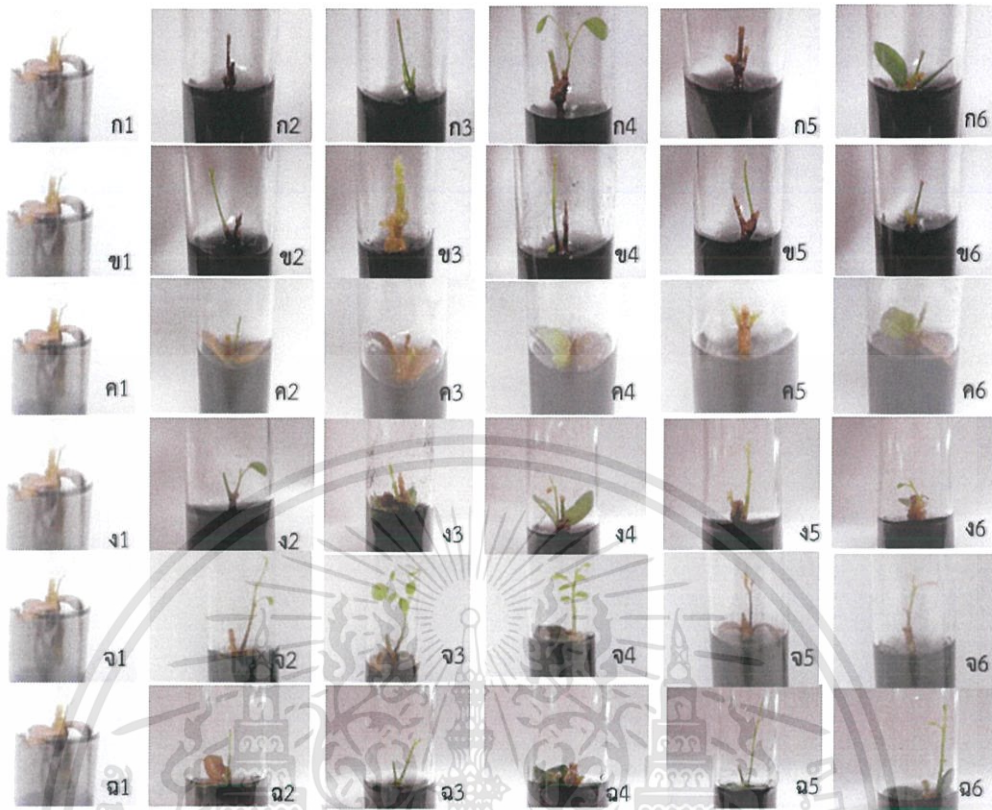 ก1 ก2 ก3 ก4 ก5 ก6
ข1 ข2 ข3 ข4 ข5 ข6
ค1 ค2 ค3 ค4 ค5 ค6
ง1 ง2 ง3 ง4 ง5 ง6
จ1 จ2 จ3 จ4 จ5 จ6
ฉ1 ฉ2 ฉ3 ฉ4 ฉ5 ฉ6